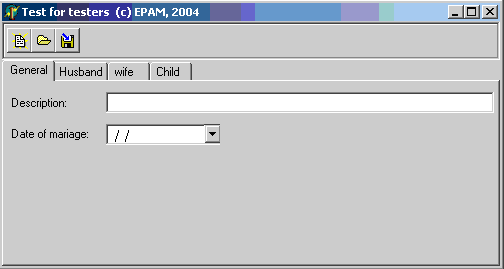 Test for testers (c) EPAM, 2004
General Husband wife Child
Description:
Date of mariage: / /